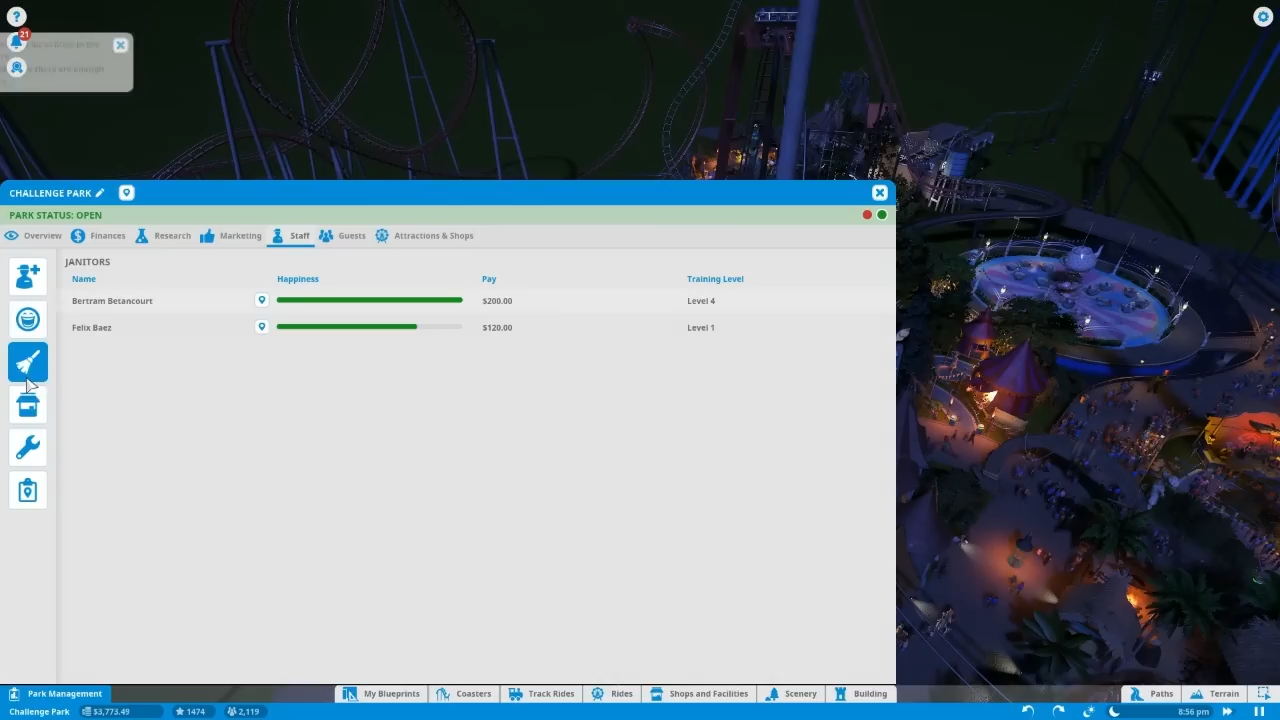 ?
21
CHALLENGE PARK
PARK STATUS: OPEN
Overview Finances Research Marketing Staff Guests Attractions & Shops
JANITORS
Name Happiness Pay Training Level
Bertram Betancourt $200.00 Level 4
Felix Baez $120.00 Level 1
Park Management My Blueprints Coasters Track Rides Rides Shops and Facilities Scenery Building Paths Terrain
Challenge Park $3,773.49 1474 2,119 8:56 pm